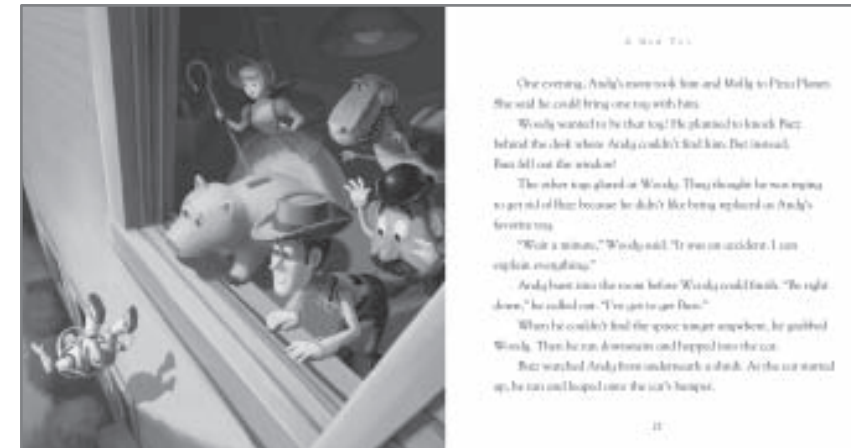 A New Toy
One evening, Andy's mom took him and Molly to Pizza Planet.
She said he could bring one toy with him.
Woody wanted to be that toy! He planned to knock Buzz
behind the desk where Andy couldn't find him. But instead,
Buzz fell out the window!
The other toys glared at Woody. They thought he was trying
to get rid of Buzz because he didn't like being replaced as Andy's
favorite toy.
"Wait a minute," Woody said. "It was an accident. I can
explain everything."
Andy burst into the room before Woody could finish. "Be right
down," he called out. "I've got to get Buzz."
When he couldn't find the space ranger anywhere, he grabbed
Woody. Then he ran downstairs and hopped into the car.
Buzz watched Andy from underneath a shrub. As the car started
up, he ran and leaped onto the car's bumper.